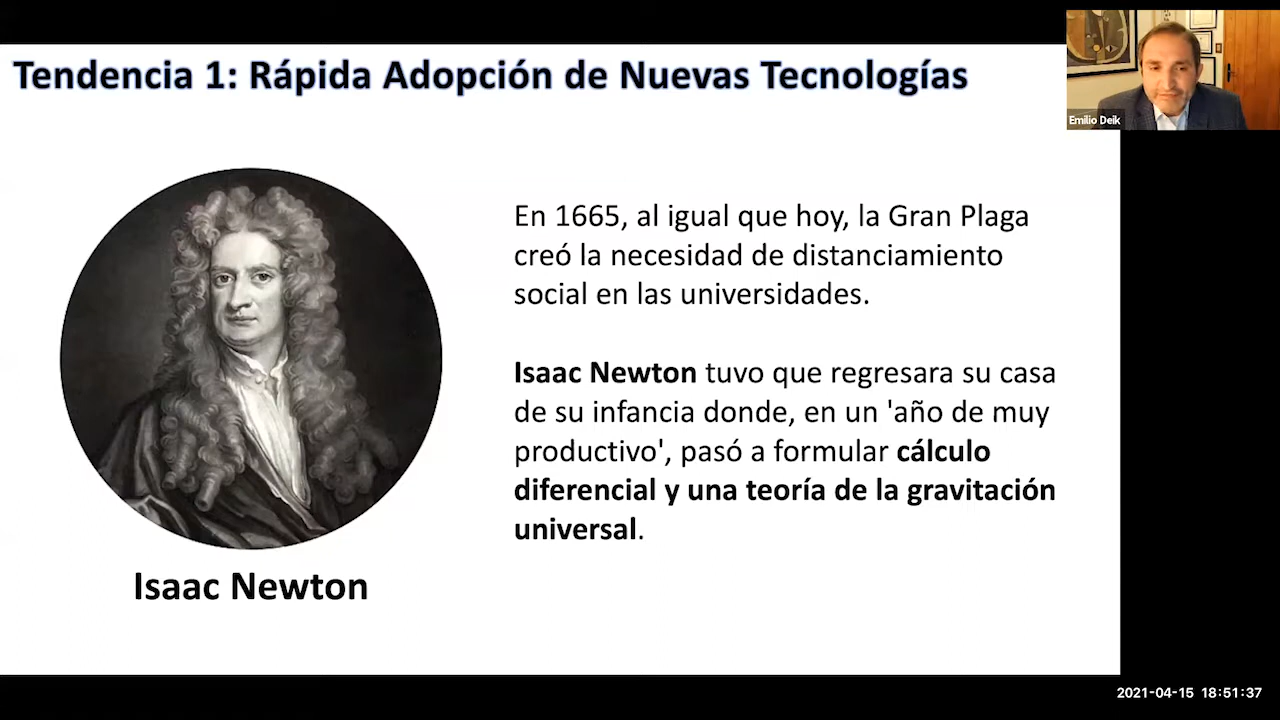 Tendencia 1: Rápida Adopción de Nuevas Tecnologías
Emilio Deik
En 1665, al igual que hoy, la Gran Plaga
creó la necesidad de distanciamiento
social en las universidades.
Isaac Newton tuvo que regresara su casa
de su infancia donde, en un 'año de muy
productivo', pasó a formular cálculo
diferencial y una teoría de la gravitación
universal.
Isaac Newton
2021-04-15 18:51:37